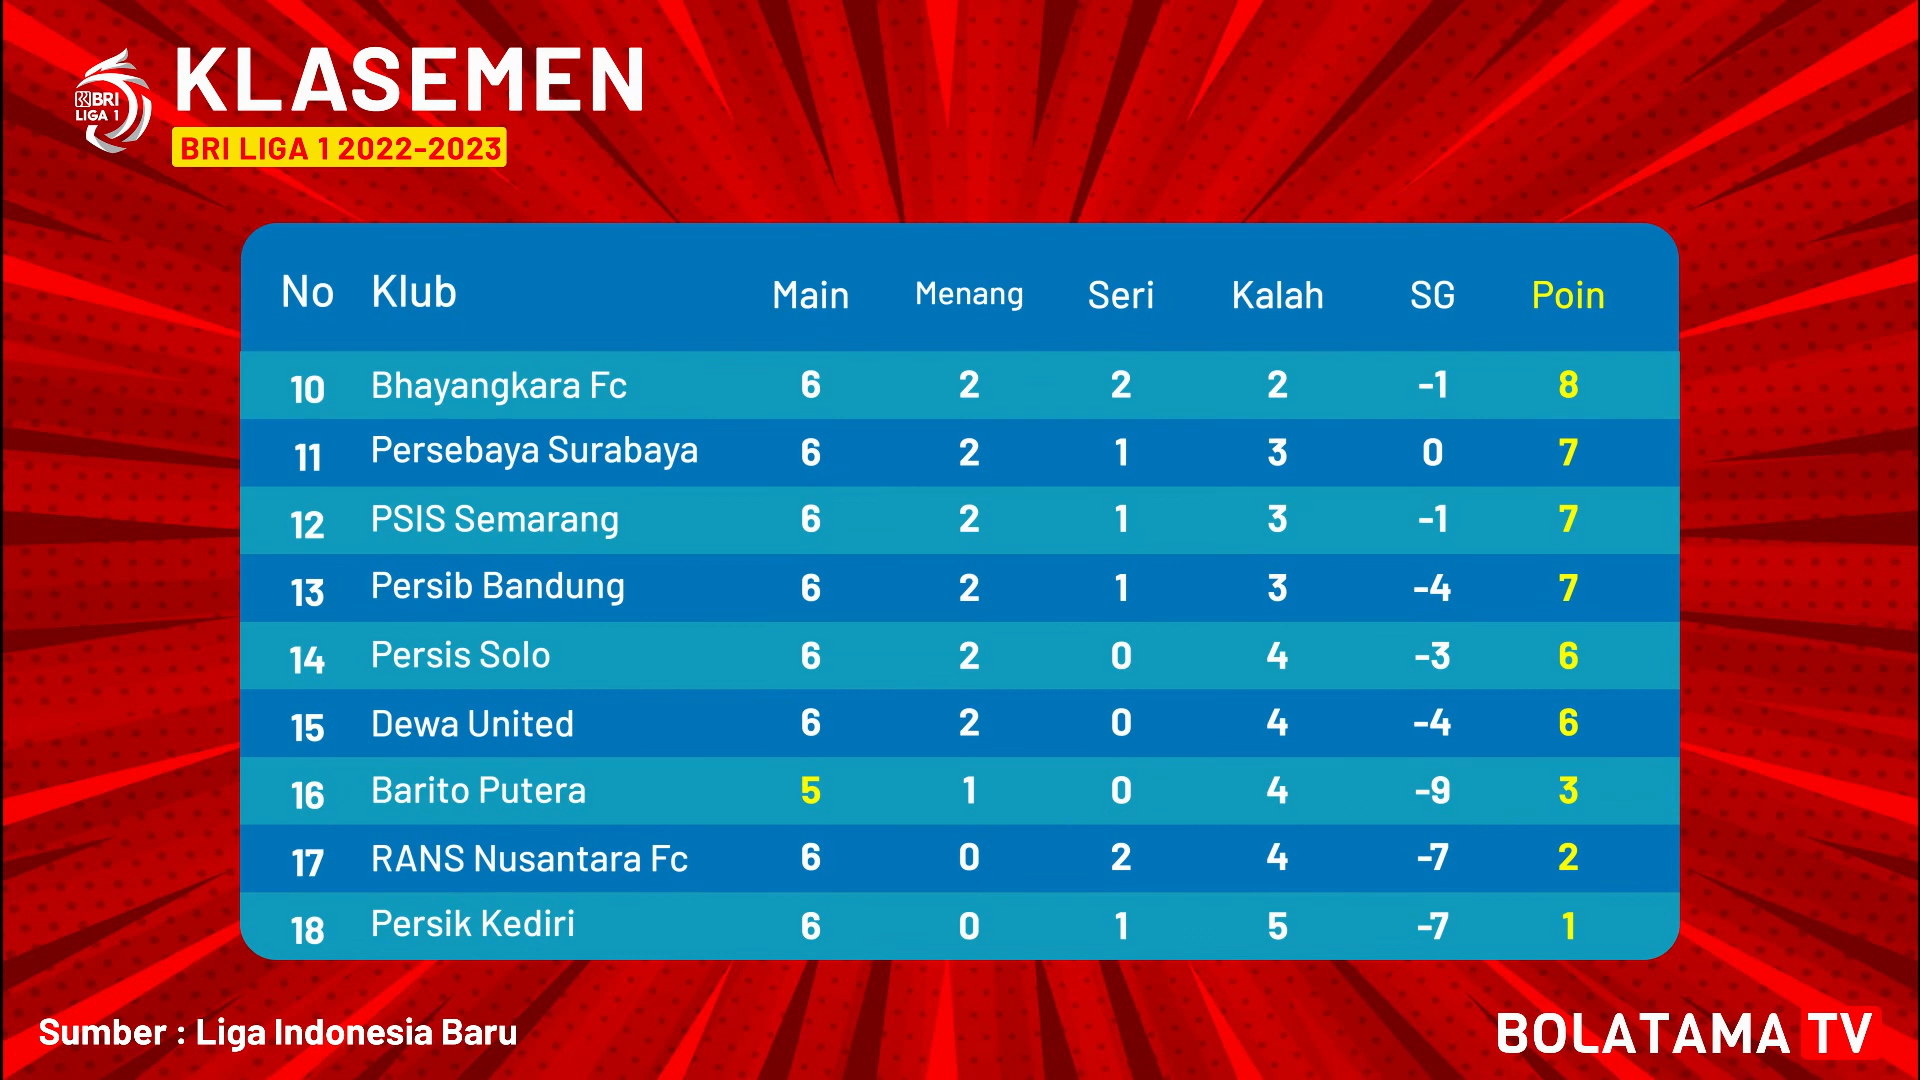 KLASEMEN
BRI
LIGA 1
BRI LIGA 1 2022-2023
No Klub Main Menang Seri Kalah SG Poin
10 Bhayangkara Fc 6 2 2 2 -1 8
11 Persebaya Surabaya 6 2 1 3 0 7
12 PSIS Semarang 6 2 1 3 -1 7
13 Persib Bandung 6 2 1 3 -4 7
14 Persis Solo 6 2 0 4 -3 6
15 Dewa United 6 2 0 4 -4 6
16 Barito Putera 5 1 0 4 -9 3
17 RANS Nusantara Fc 6 0 2 4 -7 2
18 Persik Kediri 6 0 1 5 -7 1
Sumber : Liga Indonesia Baru
BOLATAMA TV